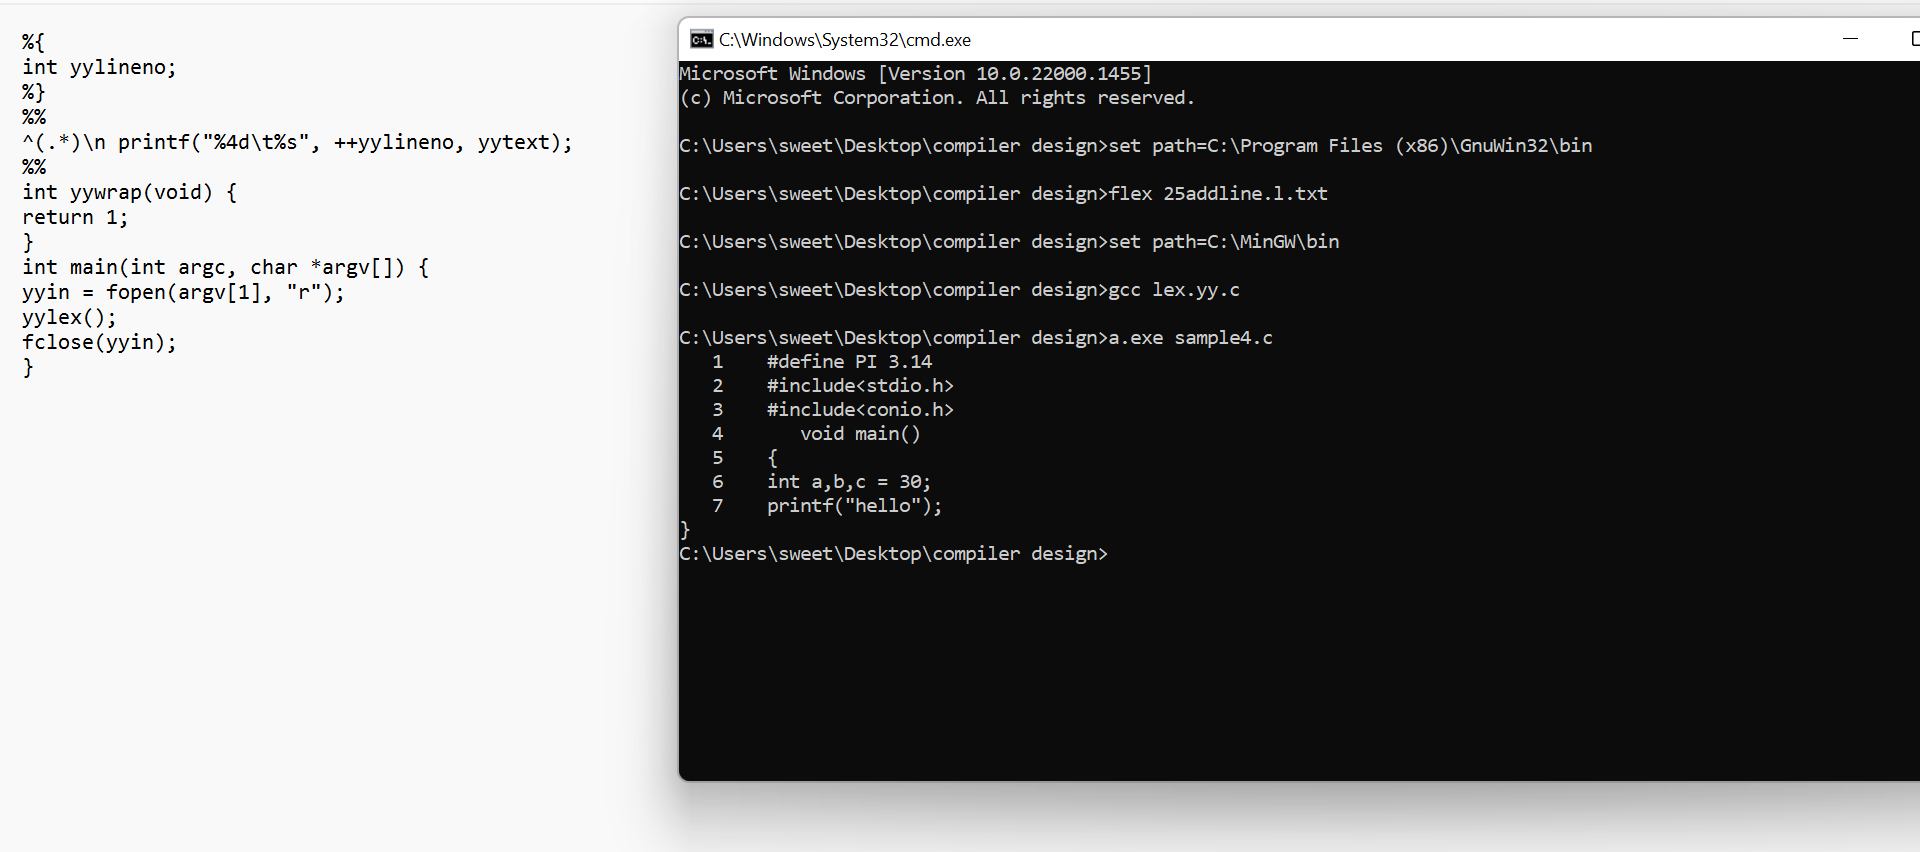 %{
int yylineno;
%}
%%
^(.*)\n printf("%4d\t%s", ++yylineno, yytext);
%%
int yywrap(void) {
return 1;
}
int main(int argc, char *argv[]) {
yyin = fopen(argv[1], "r");
yylex();
fclose(yyin);
}
C:\Windows\System32\cmd.exe
Microsoft Windows [Version 10.0.22000.1455]
(c) Microsoft Corporation. All rights reserved.
C:\Users\sweet\Desktop\compiler design>set path=C:\Program Files (x86)\GnuWin32\bin
C:\Users\sweet\Desktop\compiler design>flex 25addline.l.txt
C:\Users\sweet\Desktop\compiler design>set path=C:\MinGW\bin
C:\Users\sweet\Desktop\compiler design>gcc lex.yy.c
C:\Users\sweet\Desktop\compiler design>a.exe sample4.c
   1    #define PI 3.14
   2    #include<stdio.h>
   3    #include<conio.h>
   4       void main()
   5    {
   6    int a,b,c = 30;
   7    printf("hello");
}
C:\Users\sweet\Desktop\compiler design>